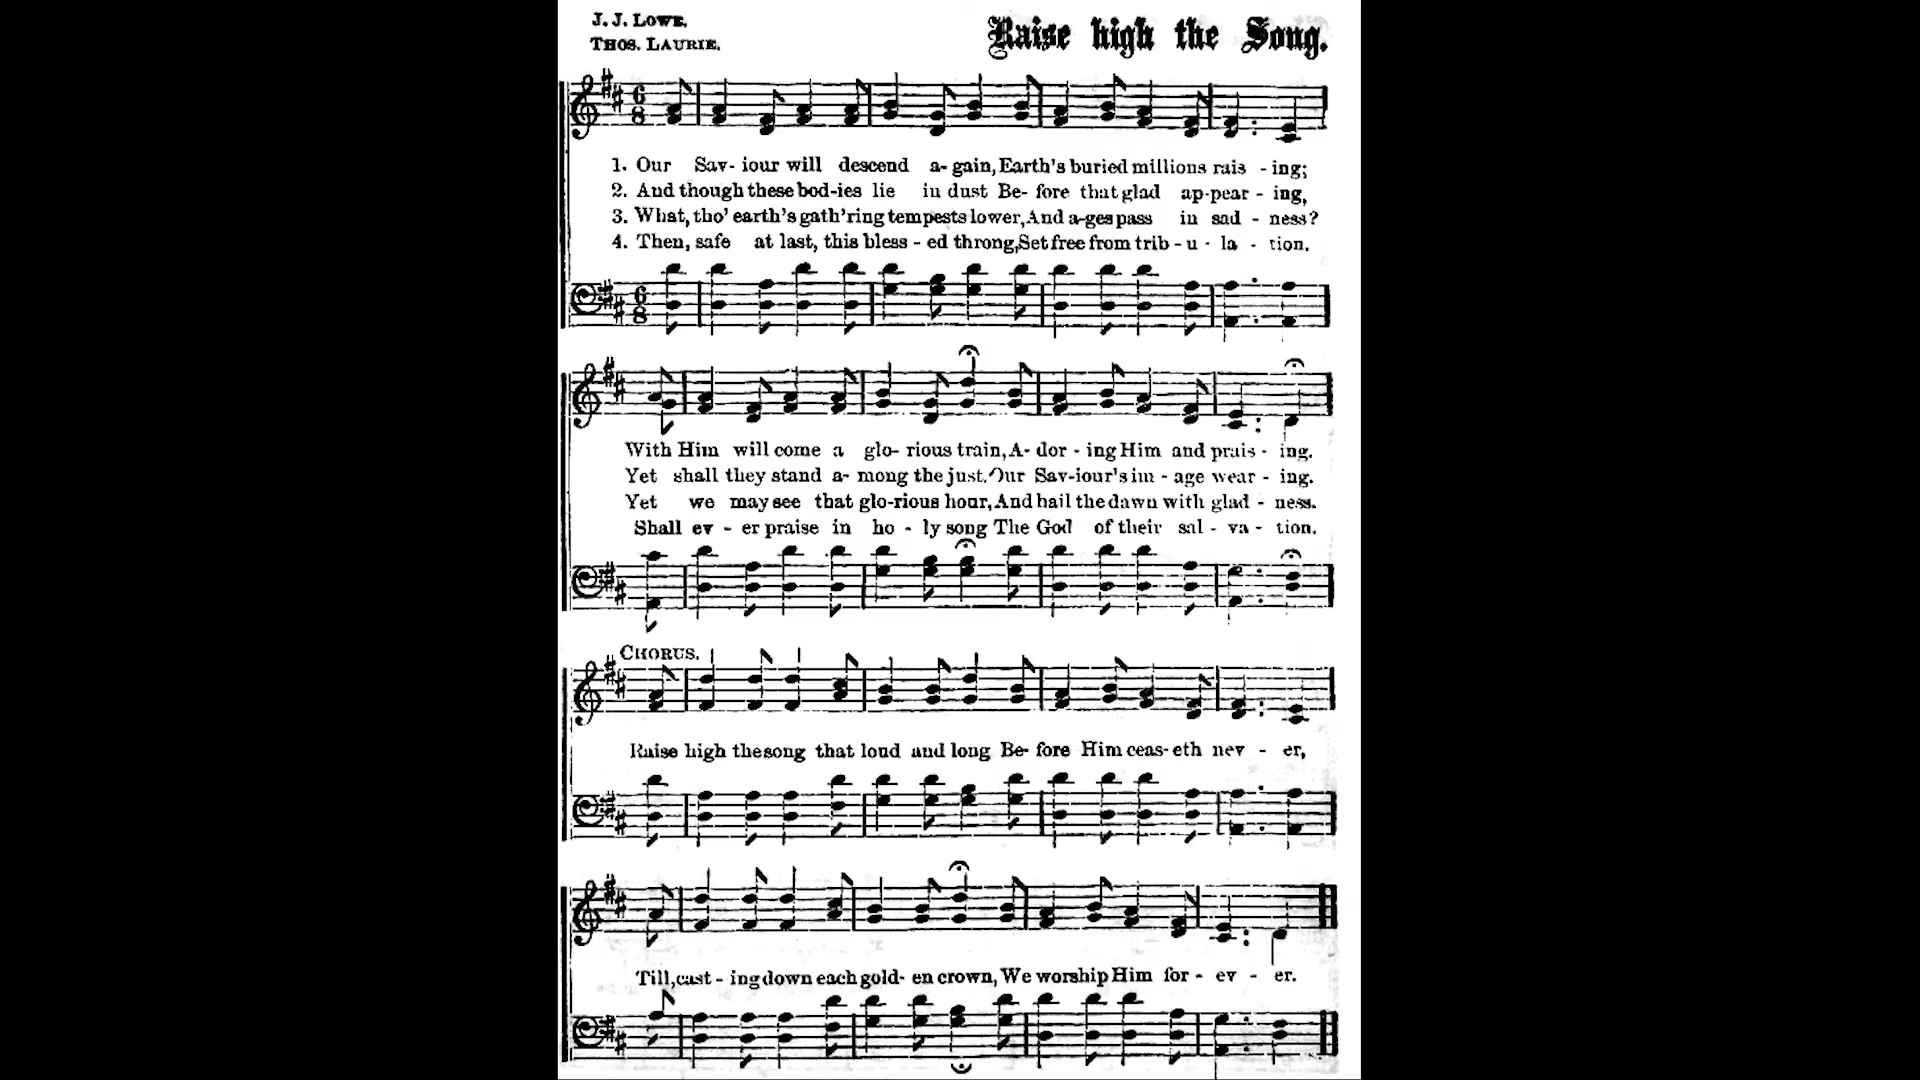 J. J. LOWE.
THOS. LAURIE.
Raise high the Song.
6
8
1. Our Sav- iour will descend a- gain, Earth's buried millions rais - ing;
2. And though these bod-ies lie in dust Be- fore that glad ap-pear - ing,
3. What, tho' earth's gath'ring tempests lower, And a-ges pass in sad - ness?
4. Then, safe at last, this bless - ed throng, Set free from trib - u - la - tion.
6
8
With Him will come a glo- rious train, A- dor - ing Him and prais - ing.
Yet shall they stand a- mong the just. Our Sav-iour's im - age wear - ing.
Yet we may see that glo-rious hour, And hail the dawn with glad - ness.
Shall ev - er praise in ho - ly song The God of their sal - va - tion.
CHORUS.
Raise high the song that loud and long Be- fore Him ceas- eth nev - er,
Till, cast - ing down each gold- en crown, We worship Him for - ev - er.